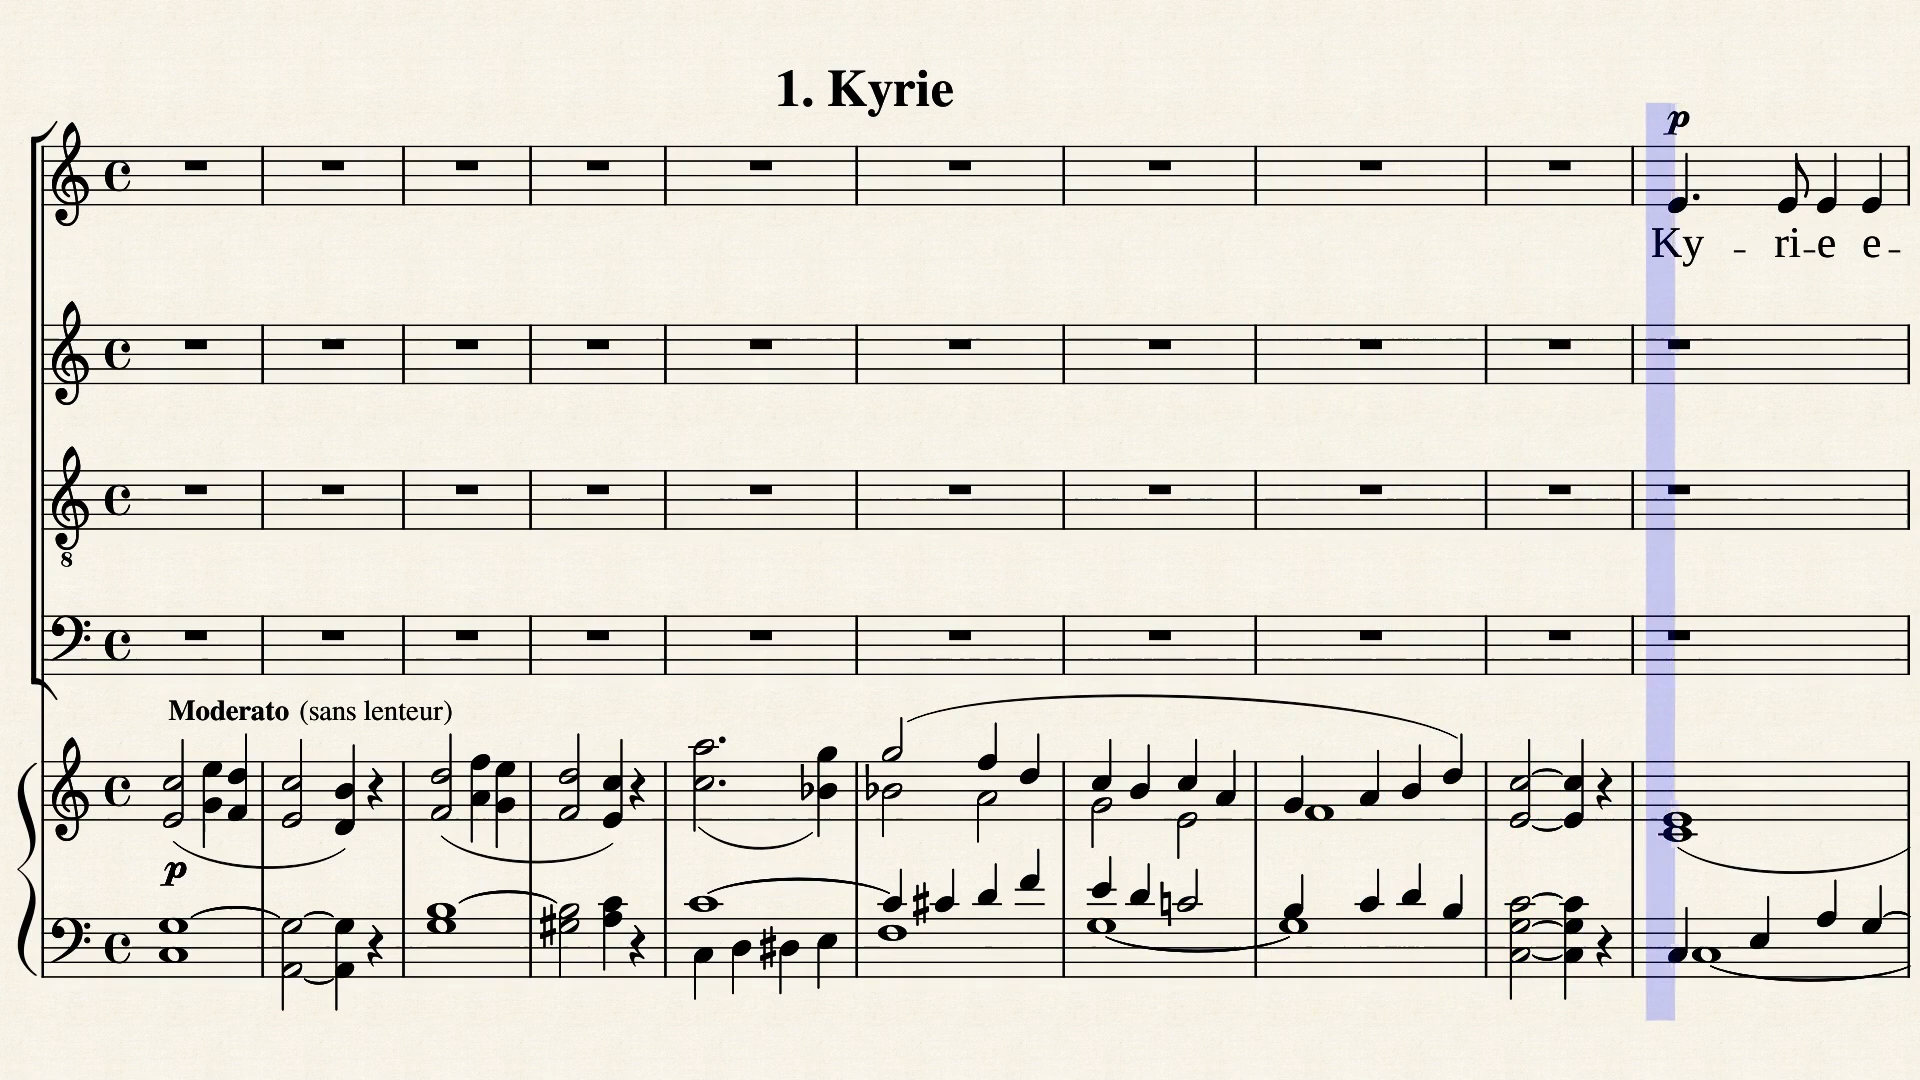 1. Kyrie
p
Ky - ri-e e-
8
Moderato (sans lenteur)
p